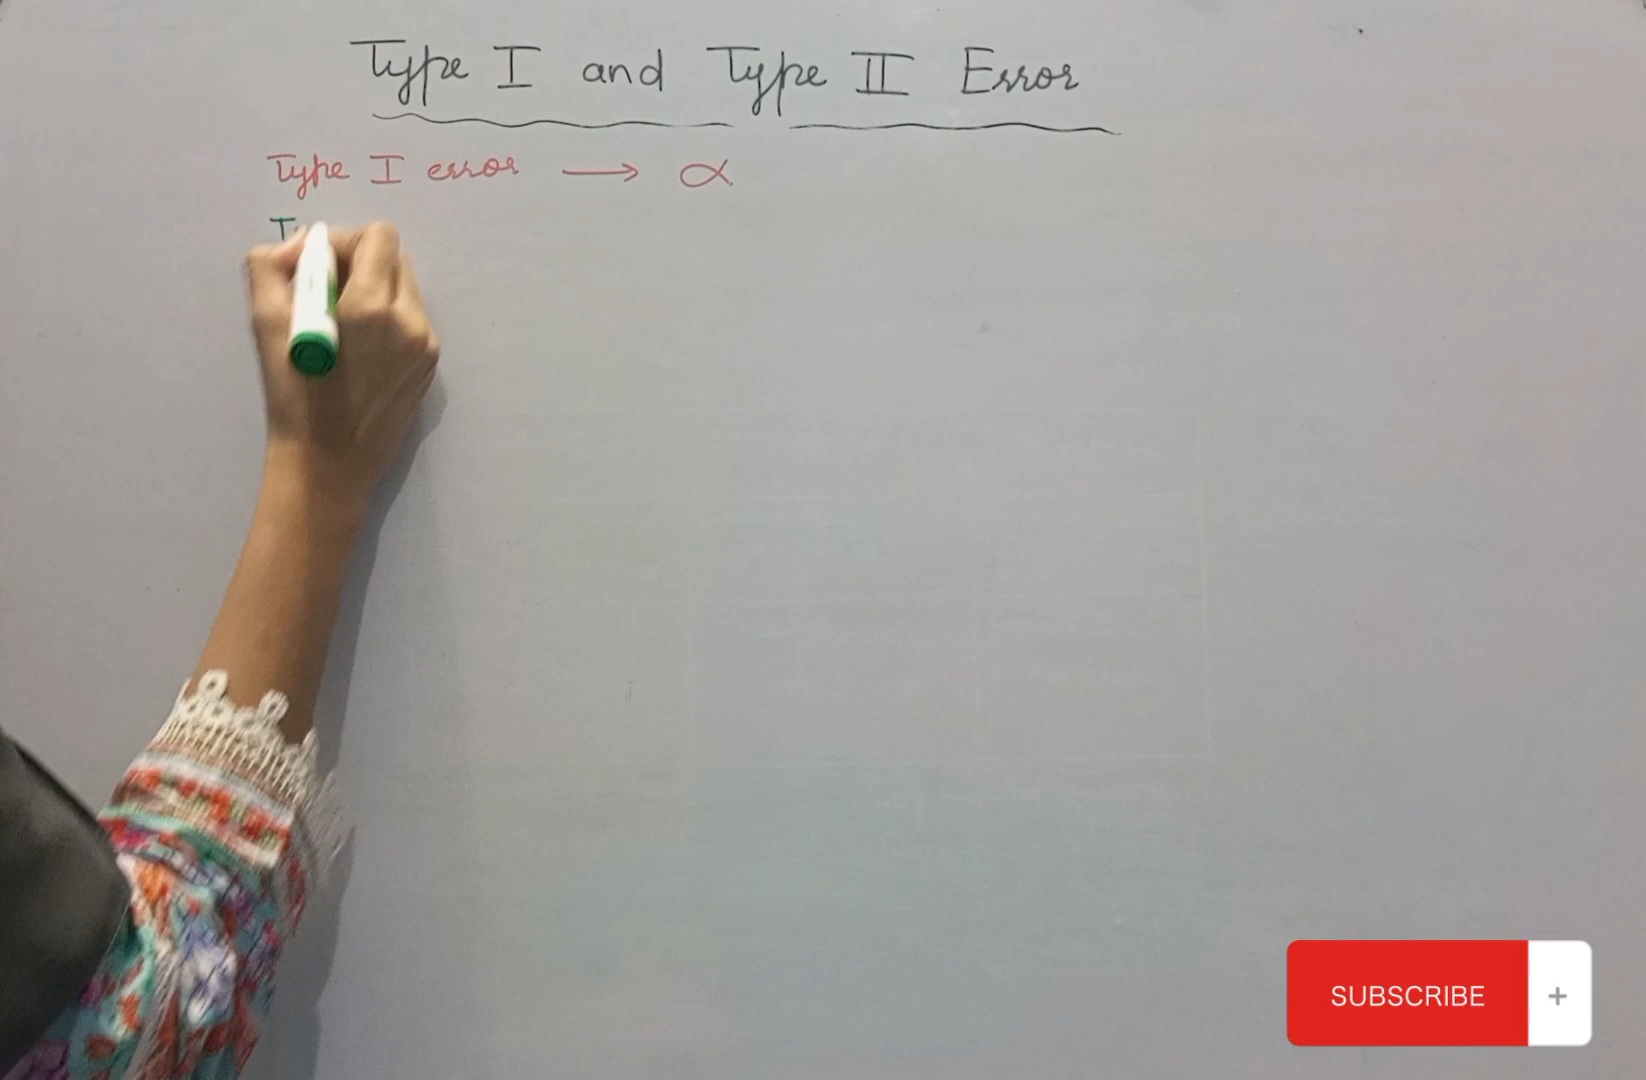 Type I and Type II Error
Type I error → α
T
SUBSCRIBE +